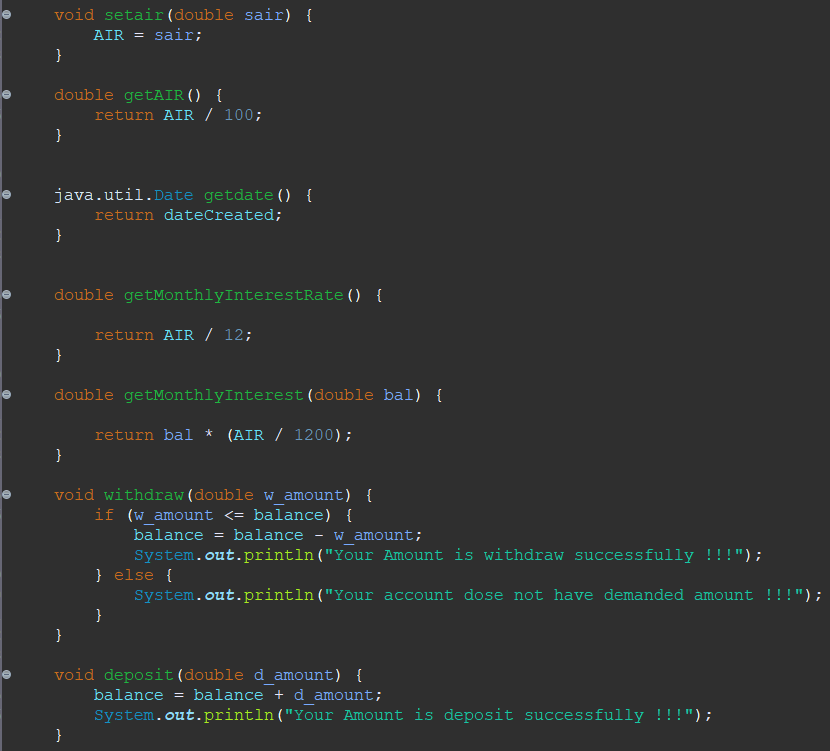 void setair(double sair) {
AIR = sair;
}
double getAIR() {
return AIR / 100;
}
java.util.Date getdate() {
return dateCreated;
}
double getMonthlyInterestRate() {
return AIR / 12;
}
double getMonthlyInterest(double bal) {
return bal * (AIR / 1200);
}
void withdraw(double w_amount) {
if (w_amount <= balance) {
balance = balance - w_amount;
System.out.println("Your Amount is withdraw successfully !!!");
} else {
System.out.println("Your account dose not have demanded amount !!!");
}
}
void deposit(double d_amount) {
balance = balance + d_amount;
System.out.println("Your Amount is deposit successfully !!!");
}